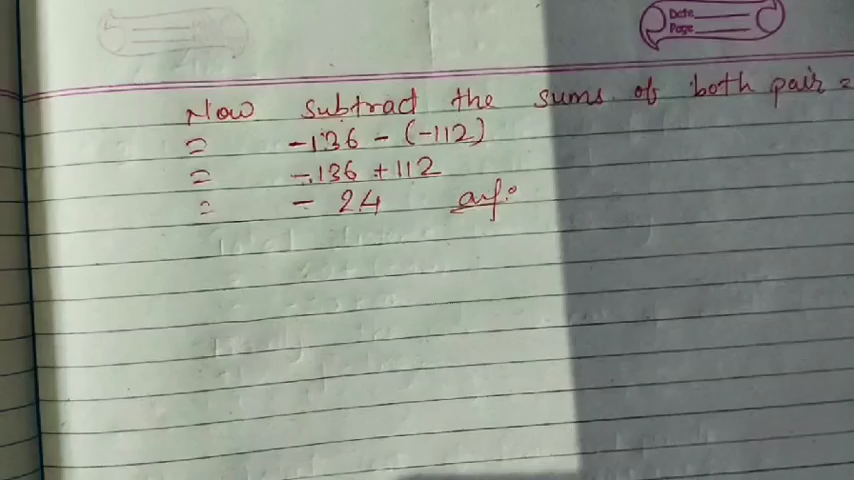 Date
Page
Now subtract the sums of both pair =
= -136 - (-112)
= -136 + 112
= - 24 ans.